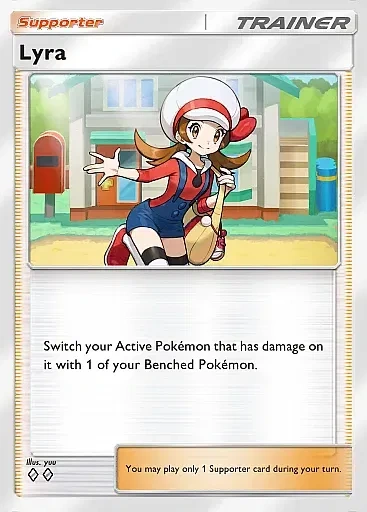 Supporter
TRAINER
Lyra
Switch your Active Pokémon that has damage on
it with 1 of your Benched Pokémon.
Illus. yuu
You may play only 1 Supporter card during your turn.